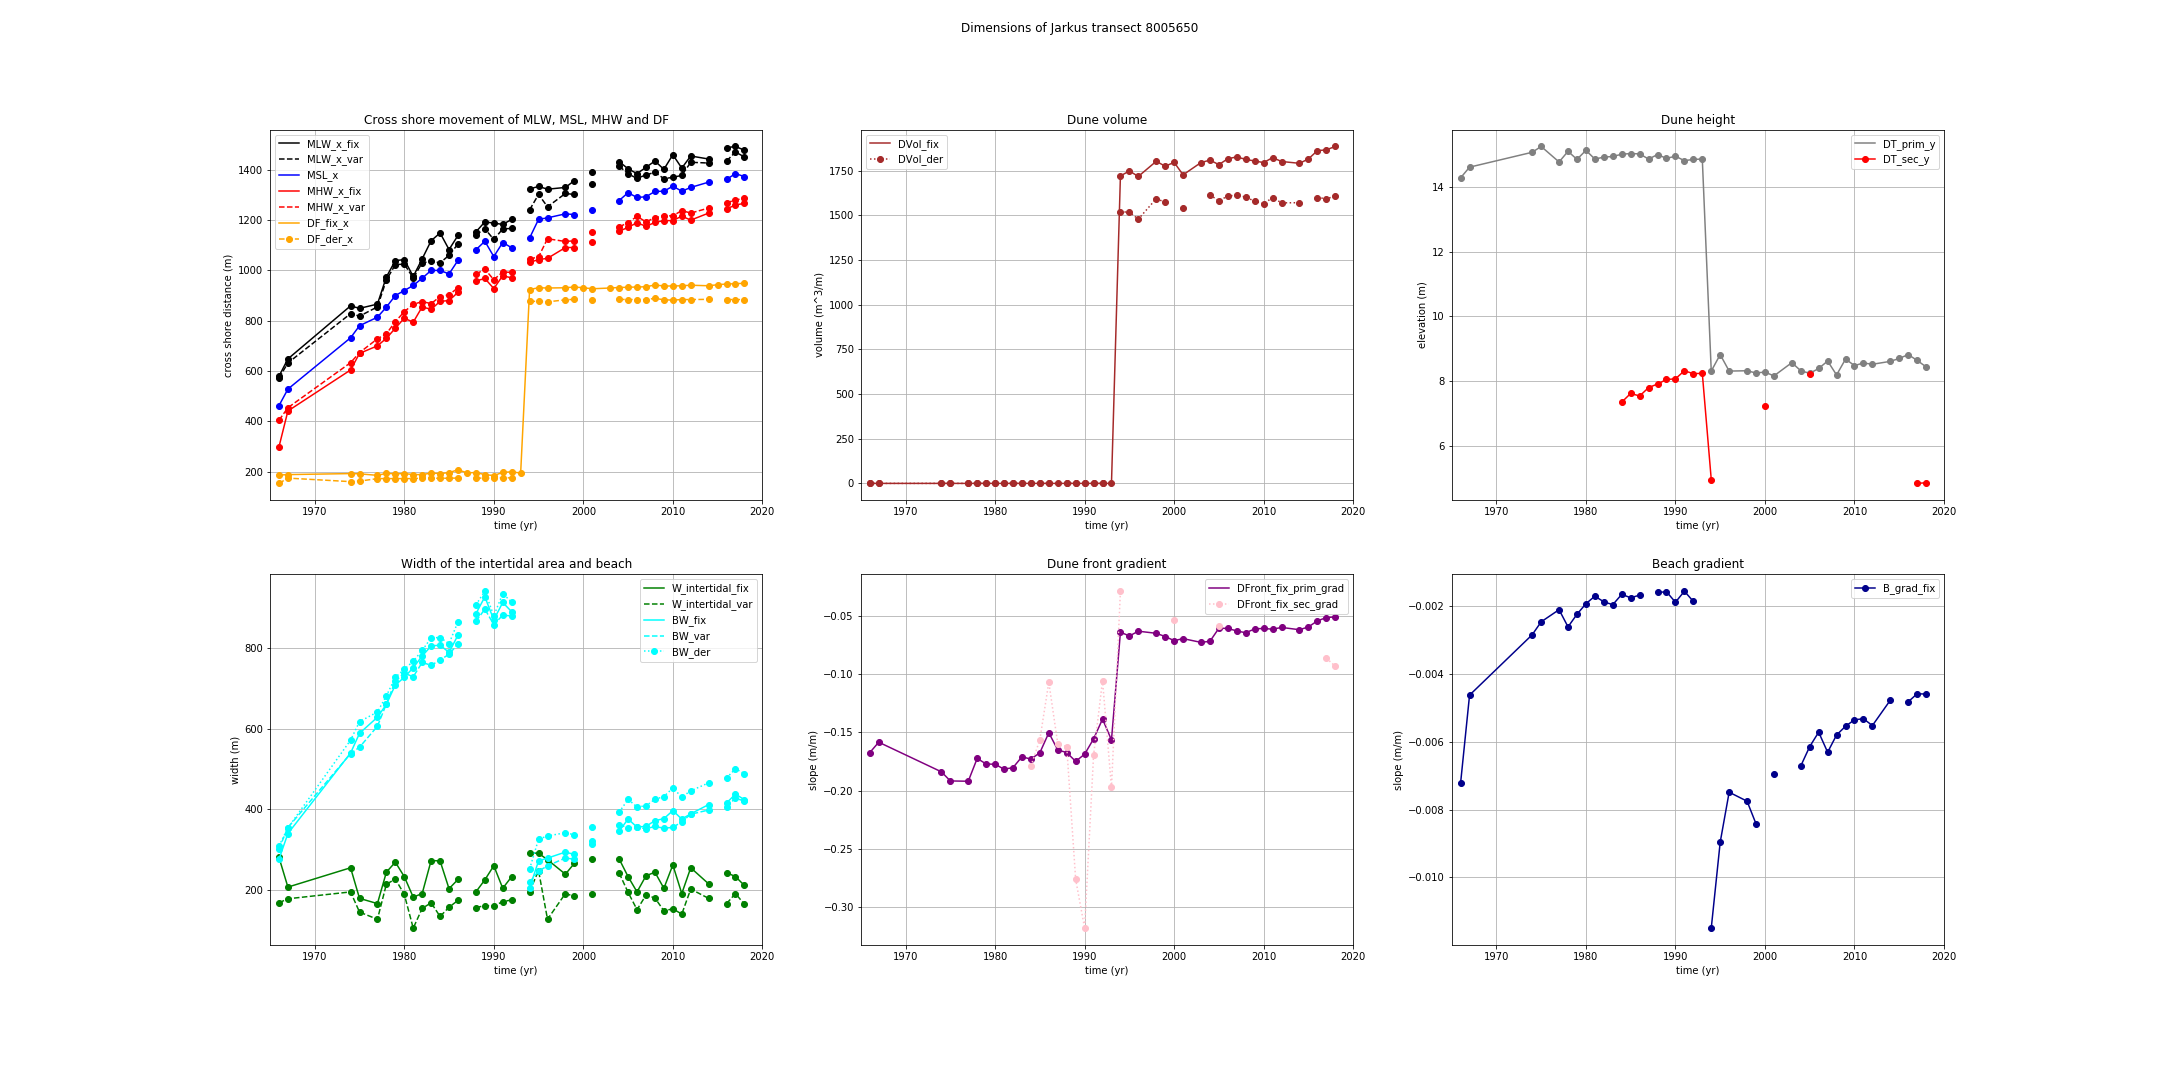 Dimensions of Jarkus transect 8005650
Cross shore movement of MLW, MSL, MHW and DF
MLW_x_fix
MLW_x_var
MSL_x
MHW_x_fix
MHW_x_var
DF_fix_x
DF_der_x
cross shore distance (m)
1400
1200
1000
800
600
400
200
1970 1980 1990 2000 2010 2020
time (yr)
Dune volume
DVol_fix
DVol_der
volume (m^3/m)
1750
1500
1250
1000
750
500
250
0
1970 1980 1990 2000 2010 2020
time (yr)
Dune height
DT_prim_y
DT_sec_y
elevation (m)
14
12
10
8
6
1970 1980 1990 2000 2010 2020
time (yr)
Width of the intertidal area and beach
W_intertidal_fix
W_intertidal_var
BW_fix
BW_var
BW_der
width (m)
800
600
400
200
1970 1980 1990 2000 2010 2020
time (yr)
Dune front gradient
DFront_fix_prim_grad
DFront_fix_sec_grad
slope (m/m)
−0.05
−0.10
−0.15
−0.20
−0.25
−0.30
1970 1980 1990 2000 2010 2020
time (yr)
Beach gradient
B_grad_fix
slope (m/m)
−0.002
−0.004
−0.006
−0.008
−0.010
1970 1980 1990 2000 2010 2020
time (yr)